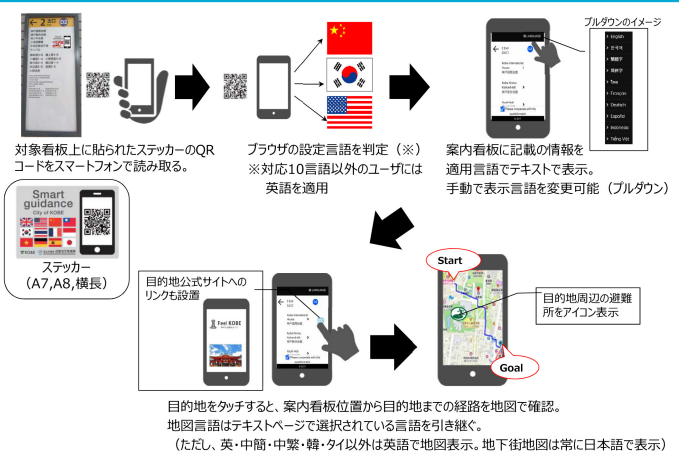 プルダウンのイメージ
2
出口
LANGUAGE
English
한국어
繁體字
简体字
ไทย
Français
Deutsch
Español
Indonesia
Tiếng Việt
対象看板上に貼られたステッカーのQR
コードをスマートフォンで読み取る。
ブラウザの設定言語を判定（※）
※対応10言語以外のユーザには
英語を適用
案内看板に記載の情報を
適用言語でテキストで表示。
手動で表示言語を変更可能（プルダウン）
Smart
guidance
City of KOBE
ステッカー
（A7,A8,横長）
目的地公式サイトへの
リンクも設置
Feel KOBE
LANGUAGE
Start
Goal
目的地周辺の避難
所をアイコン表示
目的地をタッチすると、案内看板位置から目的地までの経路を地図で確認。
地図言語はテキストページで選択されている言語を引き継ぐ。
（ただし、英・中簡・中繁・韓・タイ以外は英語で地図表示。地下街地図は常に日本語で表示）